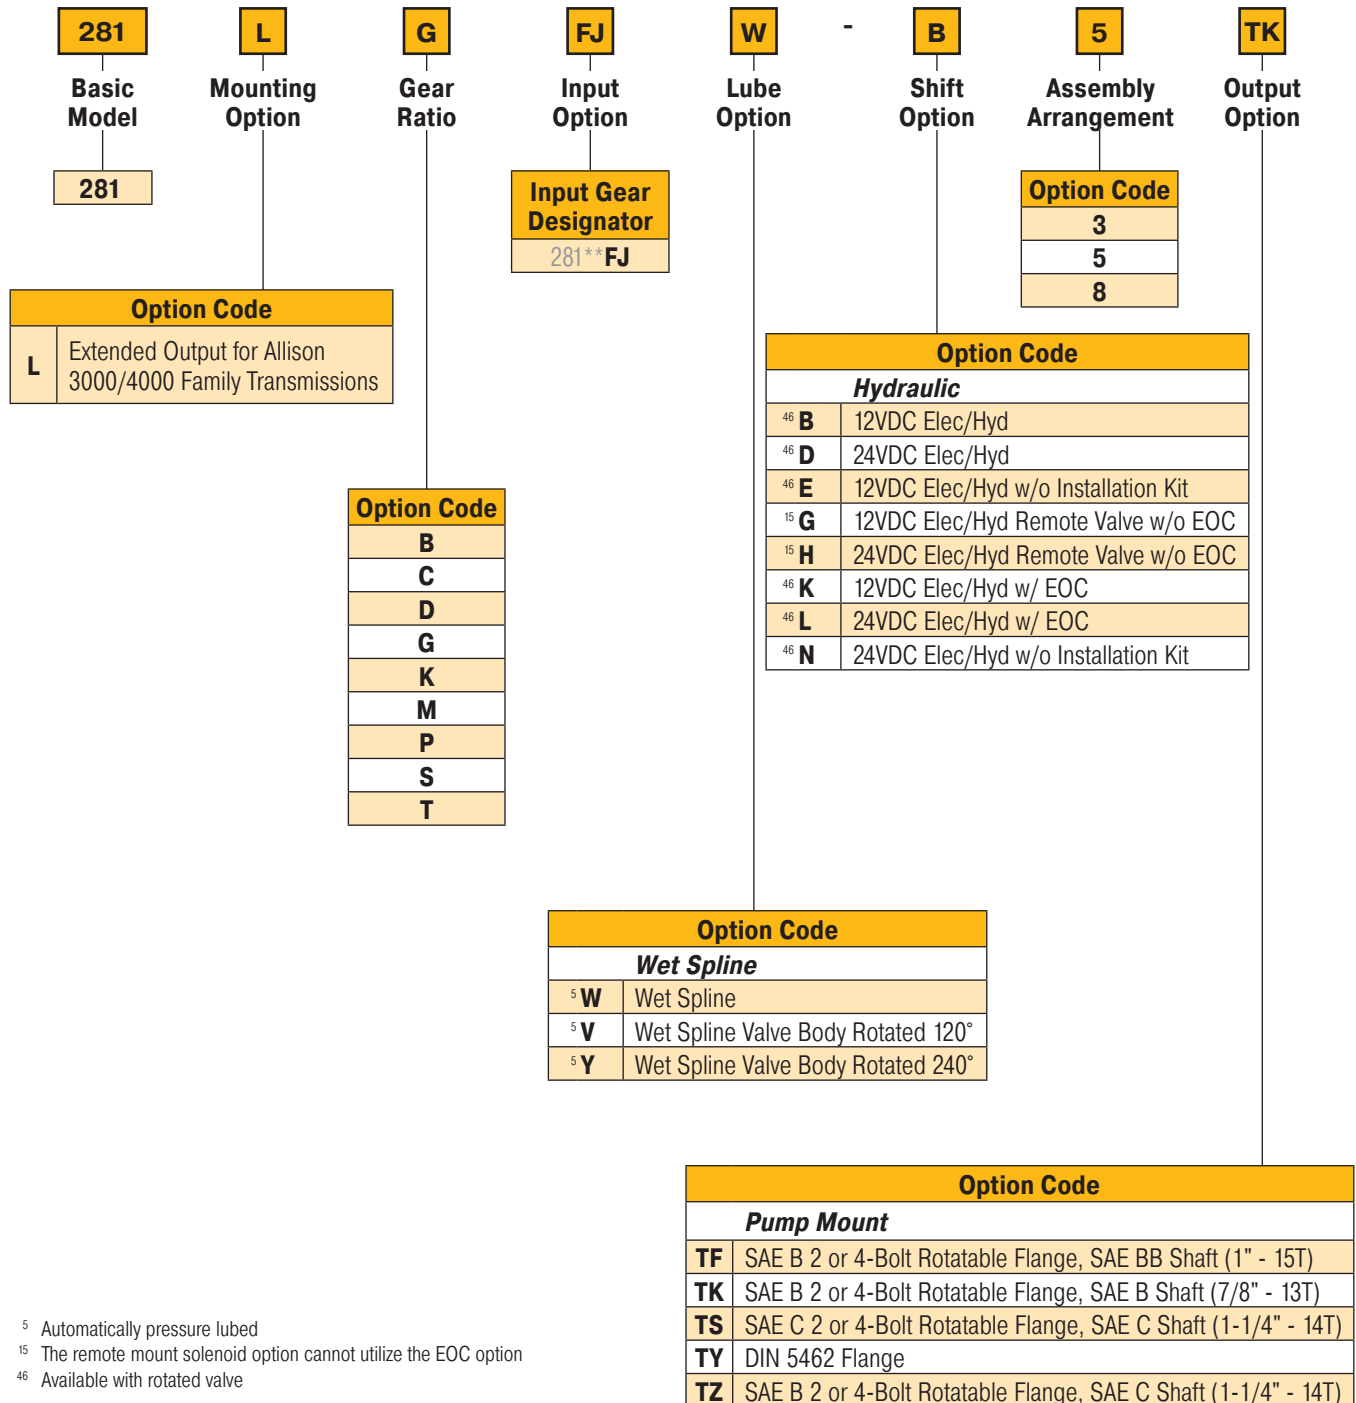 281 L G FJ W - B 5 TK
Basic Model
Mounting Option
Gear Ratio
Input Option
Lube Option
Shift Option
Assembly Arrangement
Output Option
281
Input Gear
Designator
281**FJ
Option Code
3
5
8
Option Code
L Extended Output for Allison
3000/4000 Family Transmissions
Option Code
Hydraulic
46 B 12VDC Elec/Hyd
46 D 24VDC Elec/Hyd
46 E 12VDC Elec/Hyd w/o Installation Kit
15 G 12VDC Elec/Hyd Remote Valve w/o EOC
15 H 24VDC Elec/Hyd Remote Valve w/o EOC
46 K 12VDC Elec/Hyd w/ EOC
46 L 24VDC Elec/Hyd w/ EOC
46 N 24VDC Elec/Hyd w/o Installation Kit
Option Code
B
C
D
G
K
M
P
S
T
Option Code
Wet Spline
5 W Wet Spline
5 V Wet Spline Valve Body Rotated 120°
5 Y Wet Spline Valve Body Rotated 240°
Option Code
Pump Mount
TF SAE B 2 or 4-Bolt Rotatable Flange, SAE BB Shaft (1" - 15T)
TK SAE B 2 or 4-Bolt Rotatable Flange, SAE B Shaft (7/8" - 13T)
TS SAE C 2 or 4-Bolt Rotatable Flange, SAE C Shaft (1-1/4" - 14T)
TY DIN 5462 Flange
TZ SAE B 2 or 4-Bolt Rotatable Flange, SAE C Shaft (1-1/4" - 14T)
5 Automatically pressure lubed
15 The remote mount solenoid option cannot utilize the EOC option
46 Available with rotated valve